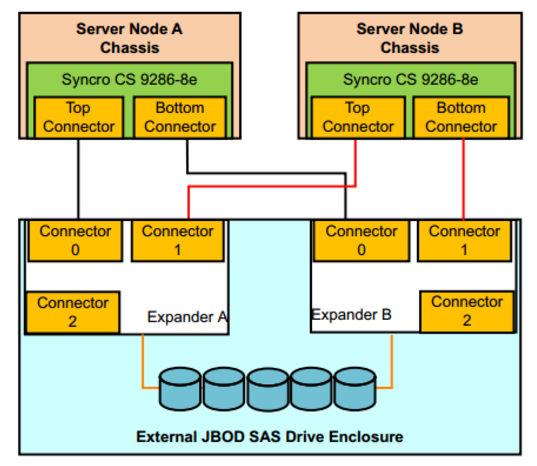 Server Node A
Chassis
Syncro CS 9286-8e
Top
Connector
Bottom
Connector
Server Node B
Chassis
Syncro CS 9286-8e
Top
Connector
Bottom
Connector
Connector
0
Connector
1
Connector
2
Expander A
Connector
0
Connector
1
Expander B
Connector
2
External JBOD SAS Drive Enclosure